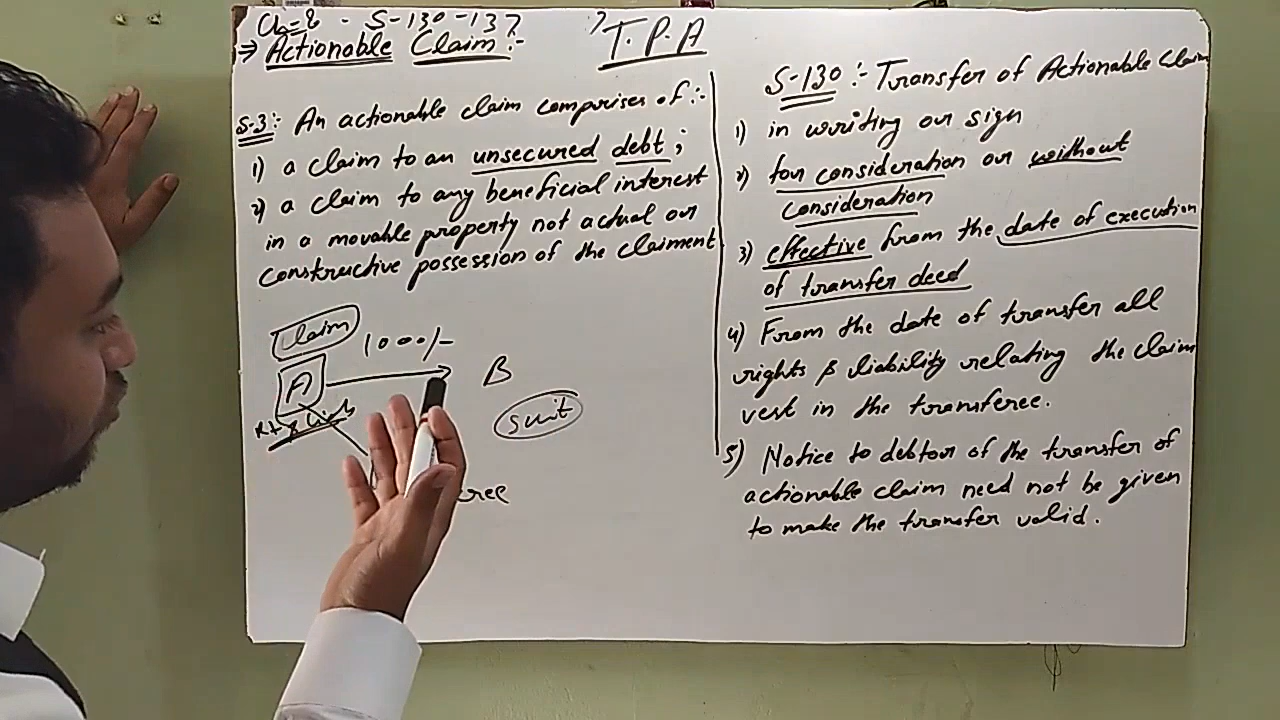 Ch=8 - S-130-137
⇒ Actionable Claim :-
T.P.A
S-3:- An actionable claim comprises of :-
1) a claim to an unsecured debt ;
2) a claim to any beneficial interest
in a movable property not actual or
constructive possession of the claiment
Claim
1000/-
A
B
suit
S-130 :- Transfer of Actionable Claim
1) in writing or sign
2) for consideration or without
consideration
3) effective from the date of execution
of transfer deed
4) From the date of transfer all
rights & liability relating the claim
vest in the transferee.
5) Notice to debtor of the transfer of
actionable claim need not be given
to make the transfer valid.